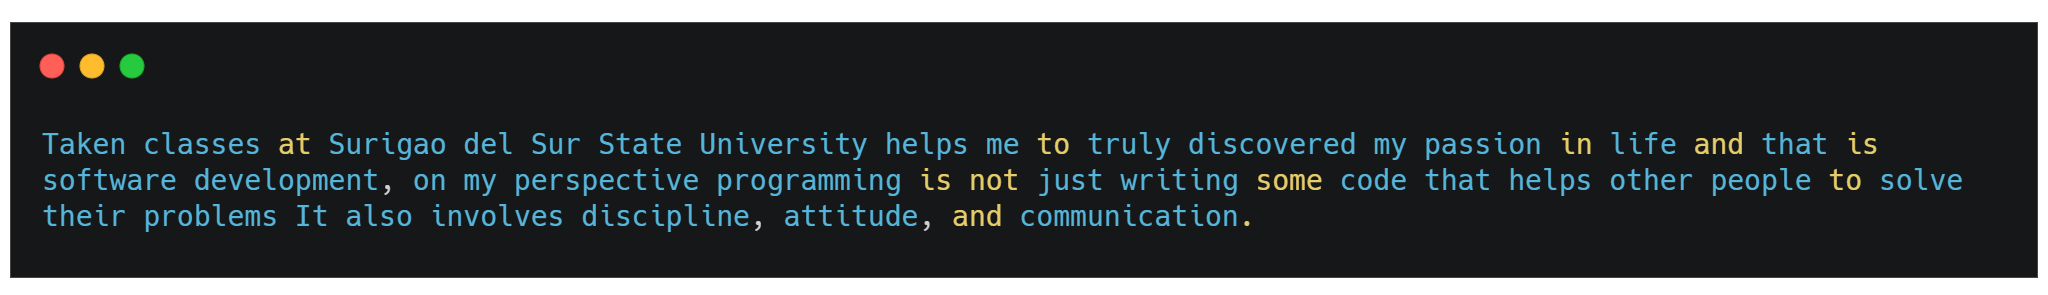 Taken classes at Surigao del Sur State University helps me to truly discovered my passion in life and that is
software development, on my perspective programming is not just writing some code that helps other people to solve
their problems It also involves discipline, attitude, and communication.